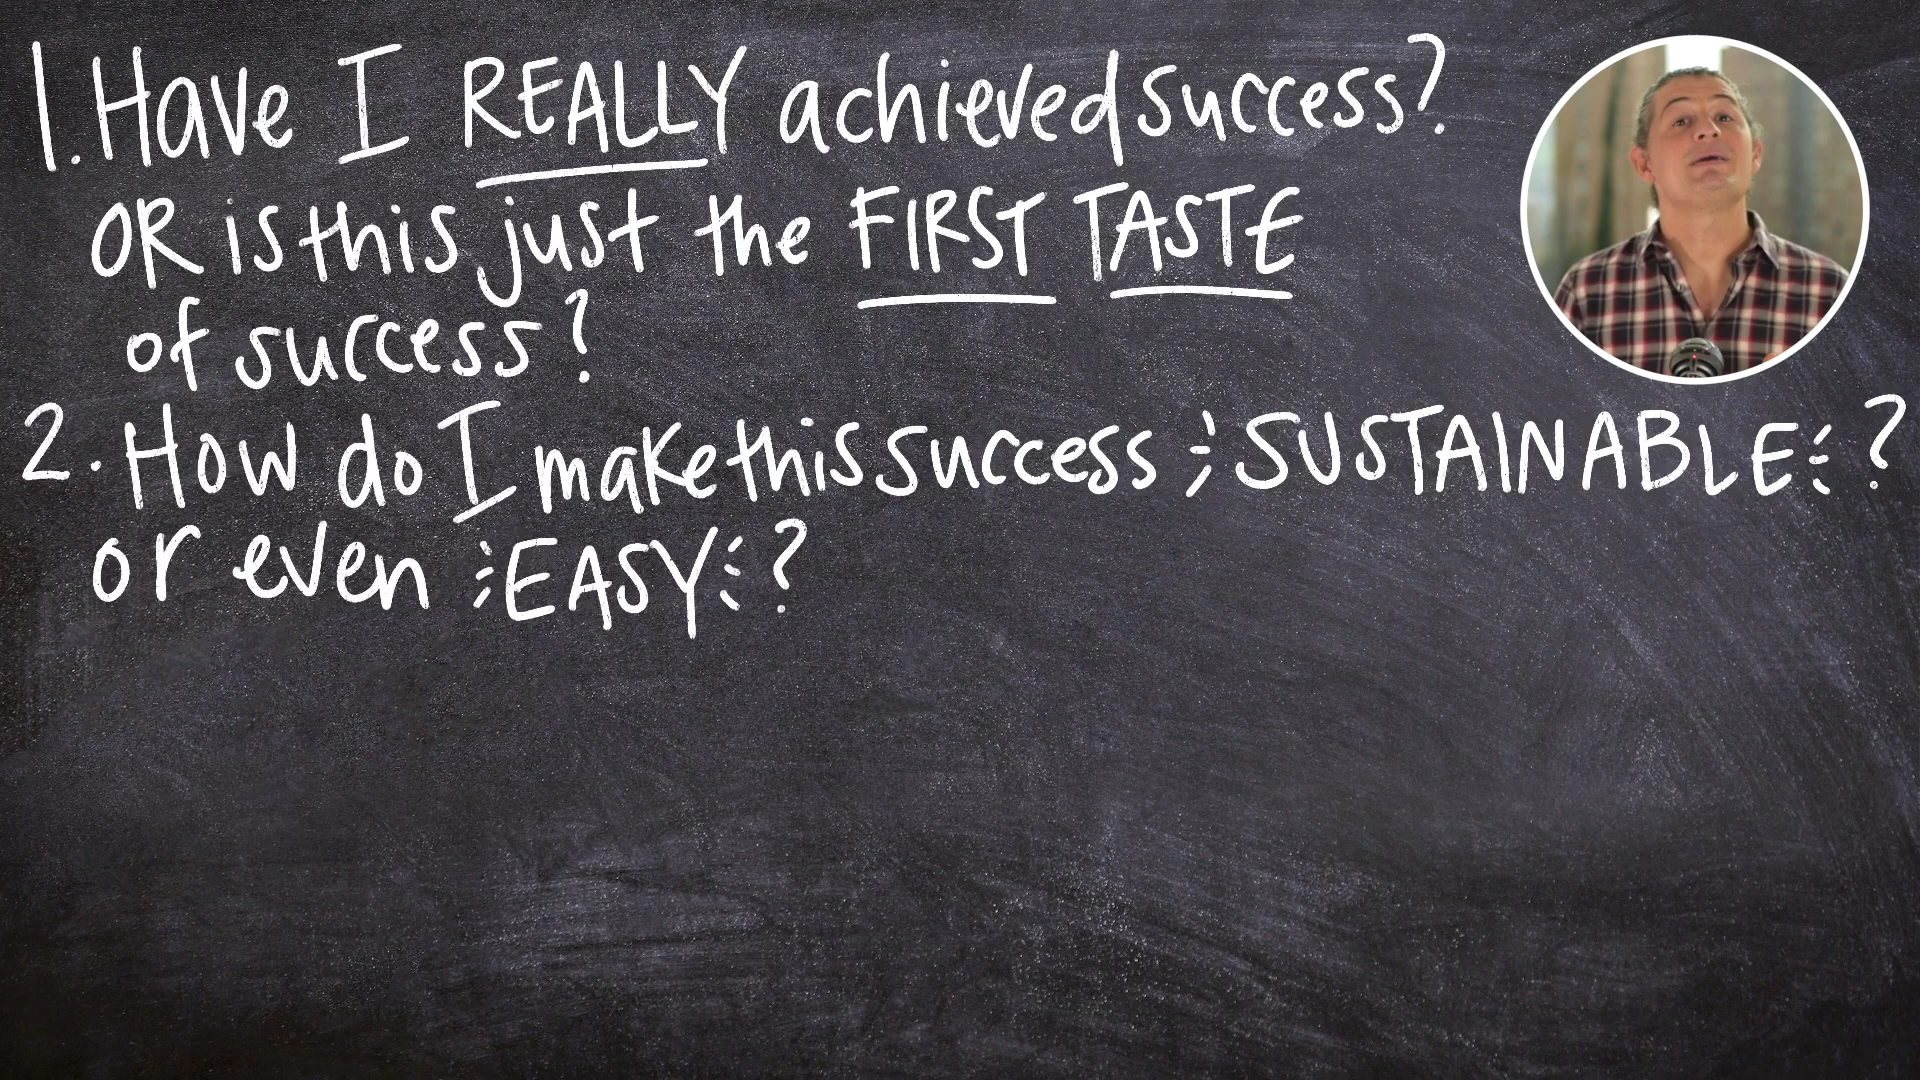 1. Have I REALLY achieved success?
OR is this just the FIRST TASTE
of success?
2. How do I make this success SUSTAINABLE?
or even EASY?